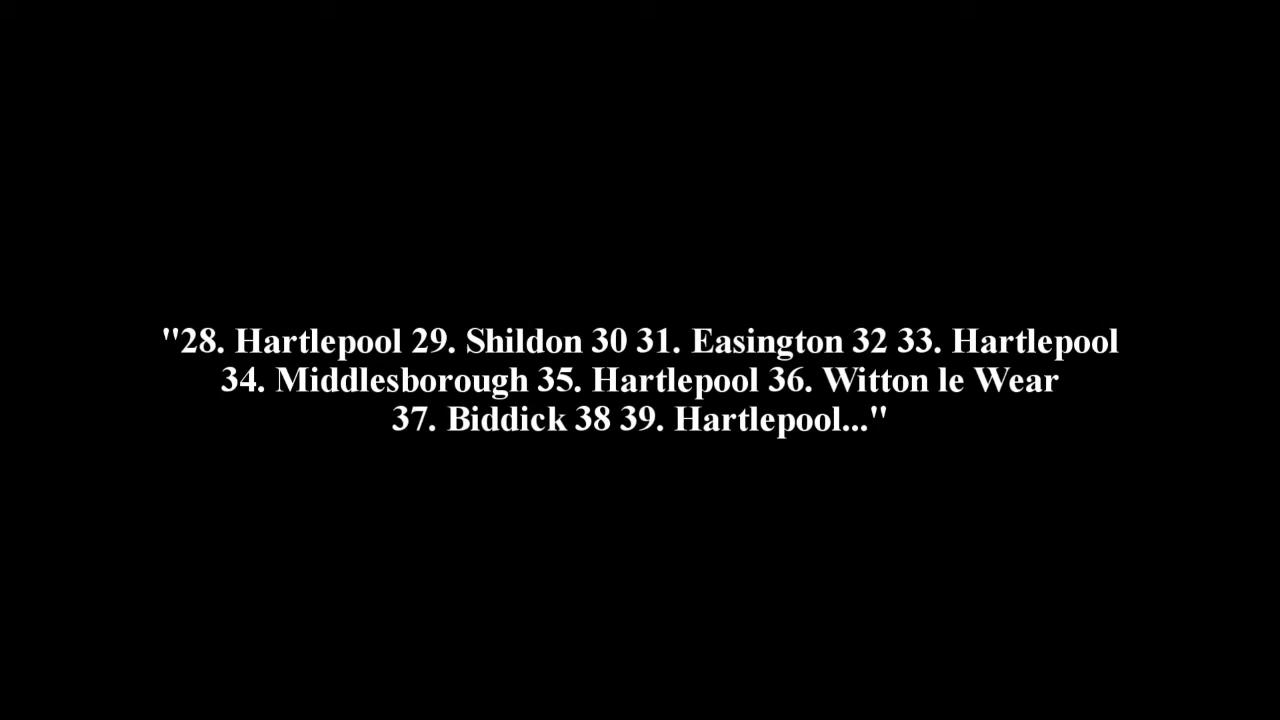 "28. Hartlepool 29. Shildon 30 31. Easington 32 33. Hartlepool
34. Middlesborough 35. Hartlepool 36. Witton le Wear
37. Biddick 38 39. Hartlepool..."